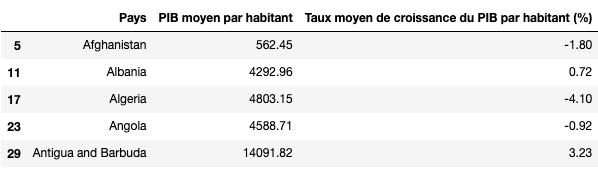 Pays PIB moyen par habitant Taux moyen de croissance du PIB par habitant (%)
5 Afghanistan 562.45 -1.80
11 Albania 4292.96 0.72
17 Algeria 4803.15 -4.10
23 Angola 4588.71 -0.92
29 Antigua and Barbuda 14091.82 3.23